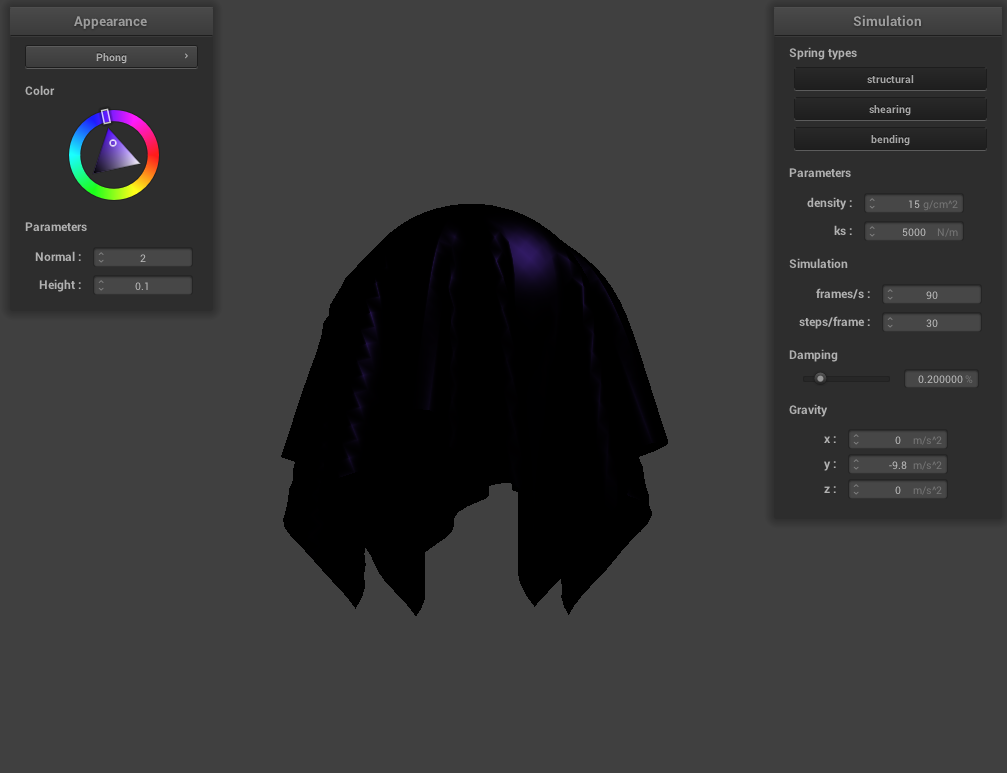 Appearance
Phong
Color
Parameters
Normal : 2
Height : 0.1
Simulation
Spring types
structural
shearing
bending
Parameters
density : 15 g/cm^2
ks : 5000 N/m
Simulation
frames/s : 90
steps/frame : 30
Damping
0.200000 %
Gravity
x : 0 m/s^2
y : -9.8 m/s^2
z : 0 m/s^2